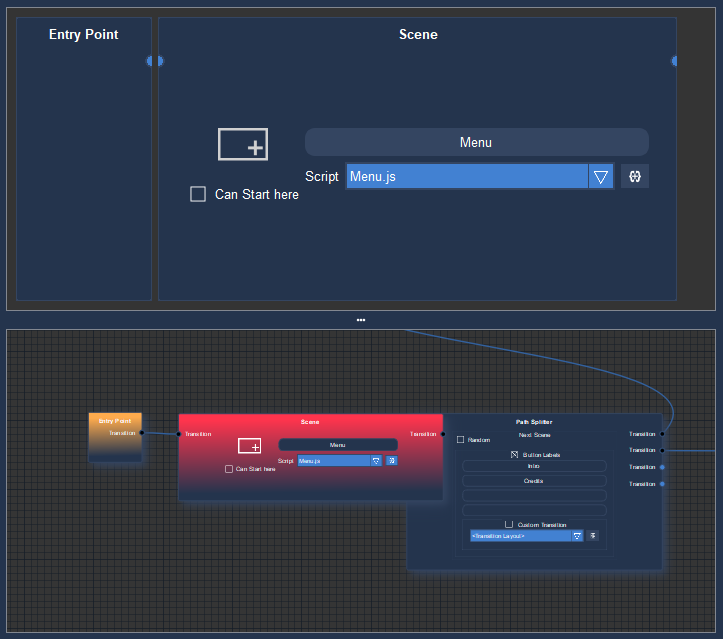 Entry Point
Scene
Menu
Script Menu.js
Can Start here
Entry Point
Transition
Scene
Transition
Transition
Menu
Script Menu.js
Can Start here
Path Splitter
Next Scene
Random
Button Labels
Intro
Credits
Custom Transition
<Transition Layout>
Transition
Transition
Transition
Transition